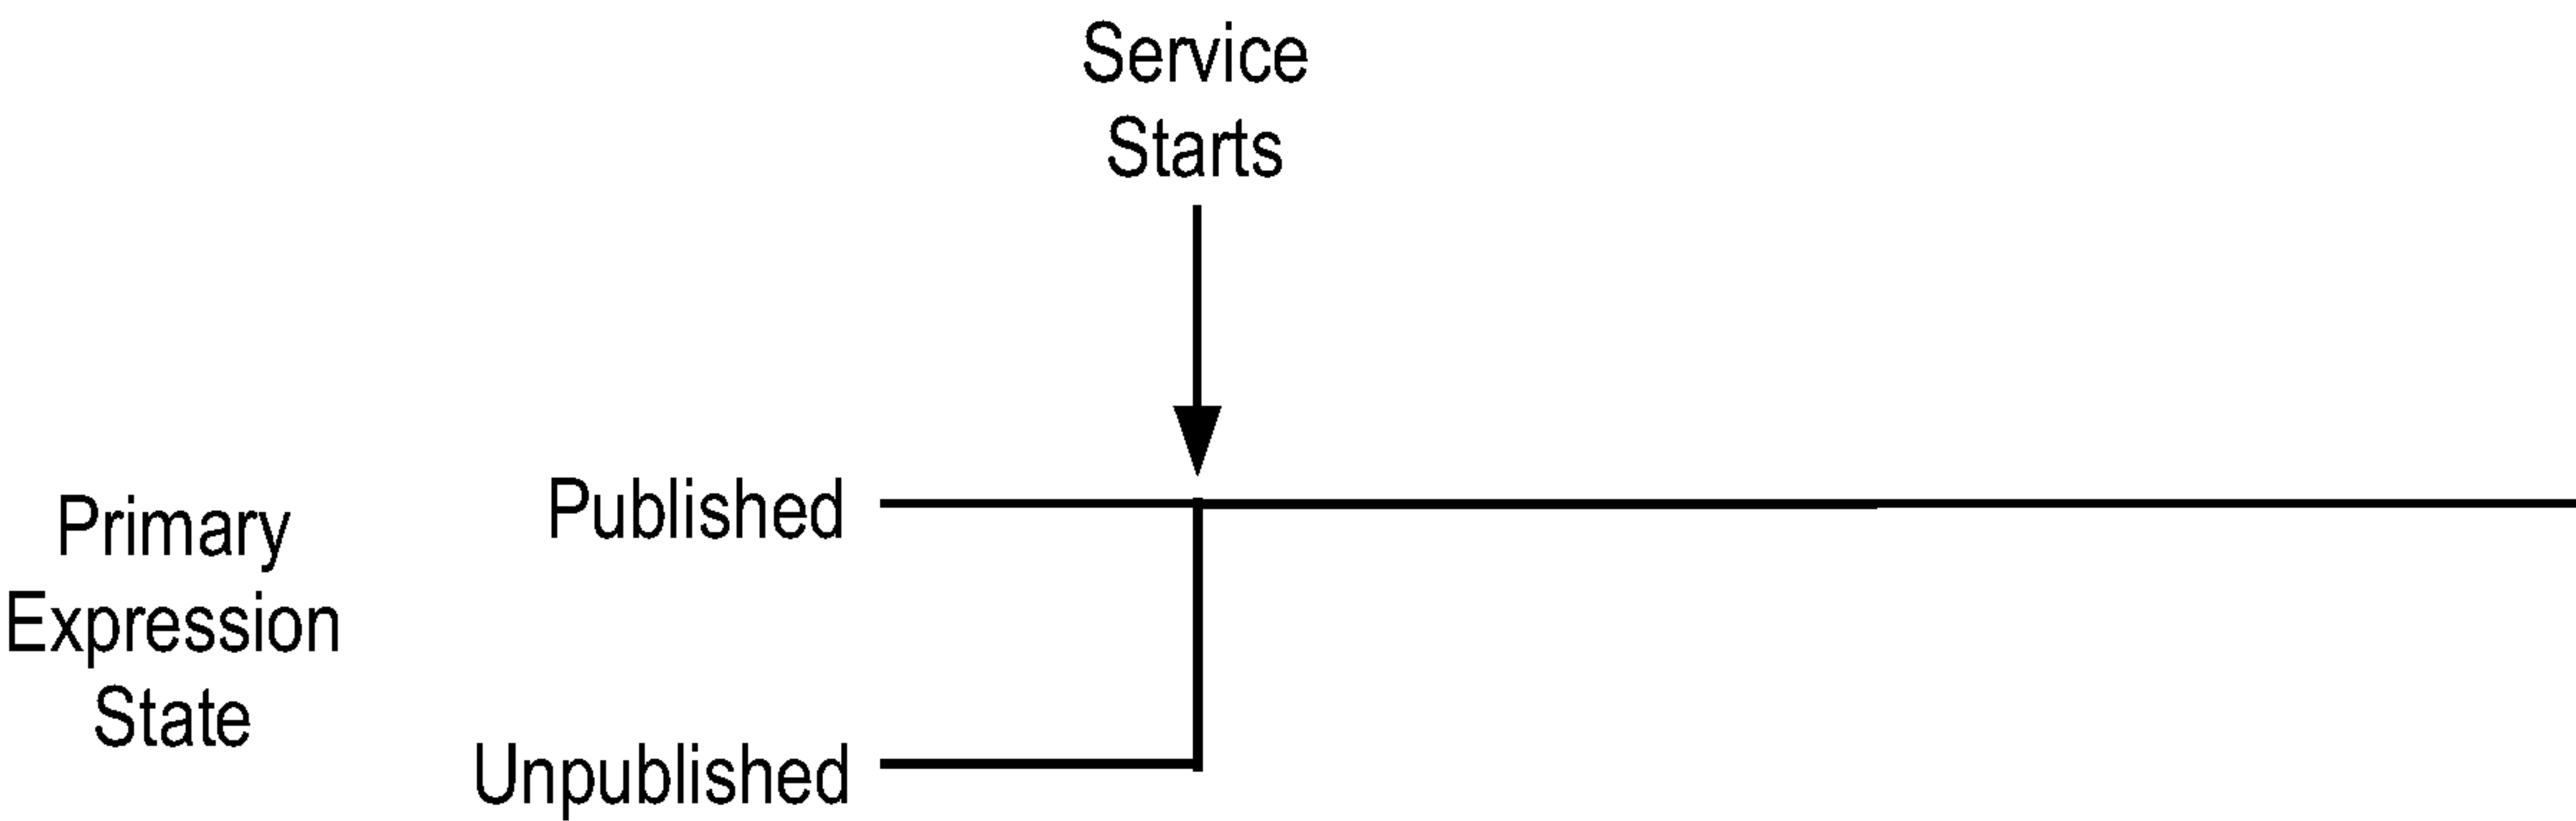 Service
Starts
Published
Primary
Expression
State
Unpublished